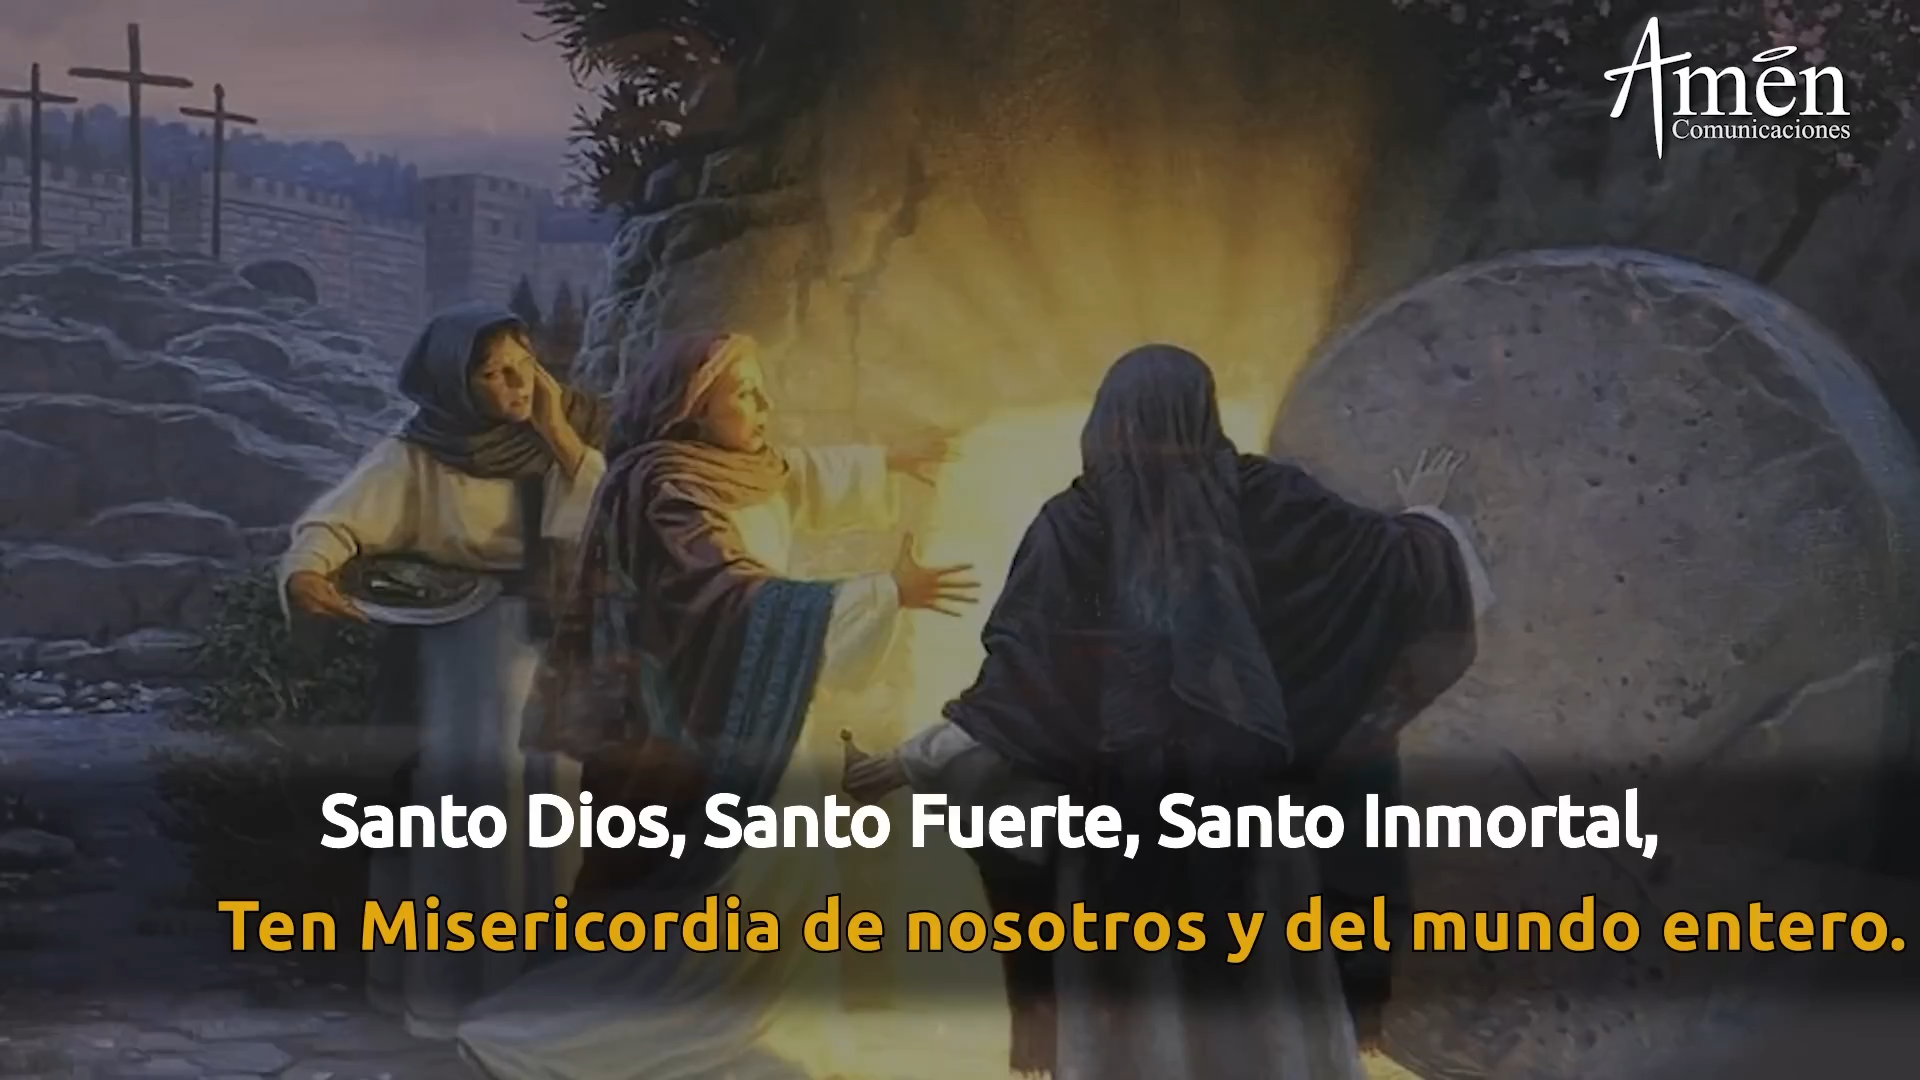 Amén
Comunicaciones
Santo Dios, Santo Fuerte, Santo Inmortal,
Ten Misericordia de nosotros y del mundo entero.